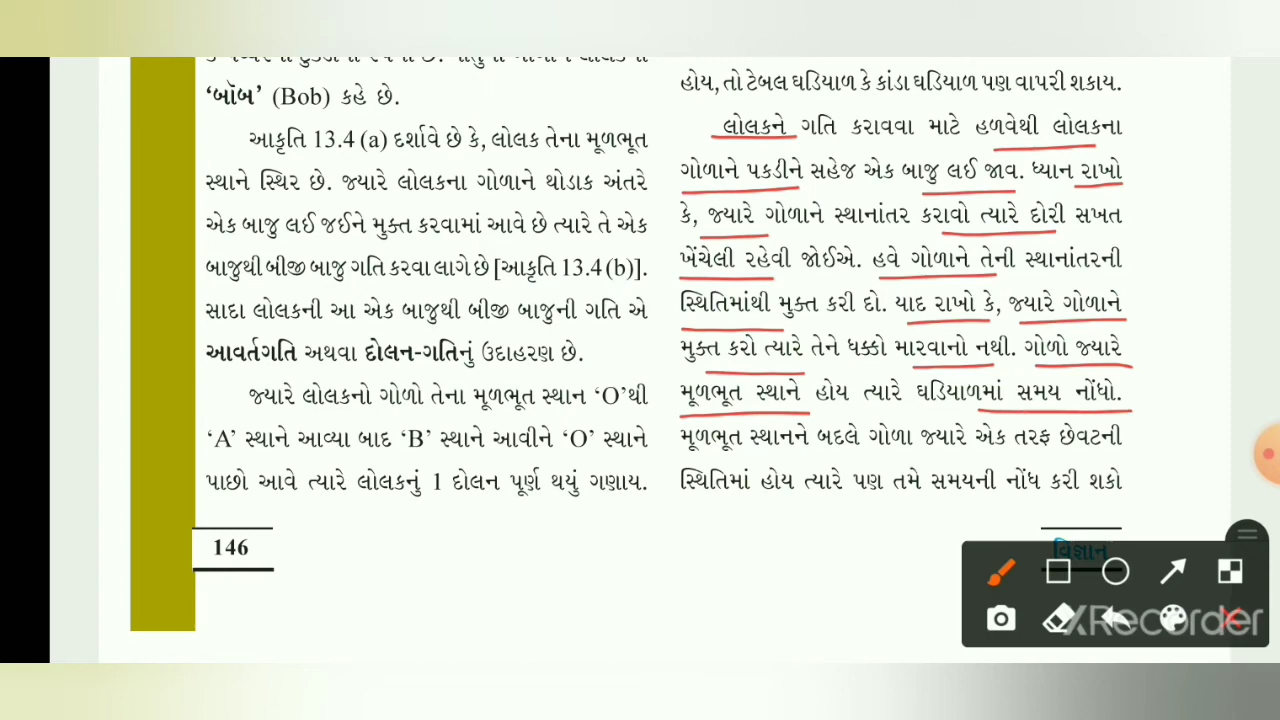 ‘બૉબ’ (Bob) કહે છે.
આકૃતિ 13.4 (a) દર્શાવે છે કે, લોલક તેના મૂળભૂત
સ્થાને સ્થિર છે. જ્યારે લોલકના ગોળાને થોડાક અંતરે
એક બાજુ લઈ જઈને મુક્ત કરવામાં આવે છે ત્યારે તે એક
બાજુથી બીજી બાજુ ગતિ કરવા લાગે છે [આકૃતિ 13.4 (b)].
સાદા લોલકની આ એક બાજુથી બીજી બાજુની ગતિ એ
આવર્તગતિ અથવા દોલન-ગતિનું ઉદાહરણ છે.
જ્યારે લોલકનો ગોળો તેના મૂળભૂત સ્થાન ‘O’થી
‘A’ સ્થાને આવ્યા બાદ ‘B’ સ્થાને આવીને ‘O’ સ્થાને
પાછો આવે ત્યારે લોલકનું 1 દોલન પૂર્ણ થયું ગણાય.
146
હોય, તો ટેબલ ઘડિયાળ કે કાંડા ઘડિયાળ પણ વાપરી શકાય.
લોલકને ગતિ કરાવવા માટે હળવેથી લોલકના
ગોળાને પકડીને સહેજ એક બાજુ લઈ જાવ. ધ્યાન રાખો
કે, જ્યારે ગોળાને સ્થાનાંતર કરાવો ત્યારે દોરી સખત
ખેંચેલી રહેવી જોઈએ. હવે ગોળાને તેની સ્થાનાંતરની
સ્થિતિમાંથી મુક્ત કરી દો. યાદ રાખો કે, જ્યારે ગોળાને
મુક્ત કરો ત્યારે તેને ધક્કો મારવાનો નથી. ગોળો જ્યારે
મૂળભૂત સ્થાને હોય ત્યારે ઘડિયાળમાં સમય નોંધો.
મૂળભૂત સ્થાનને બદલે ગોળા જ્યારે એક તરફ છેવટની
સ્થિતિમાં હોય ત્યારે પણ તમે સમયની નોંધ કરી શકો
વિજ્ઞાન
XRecorder